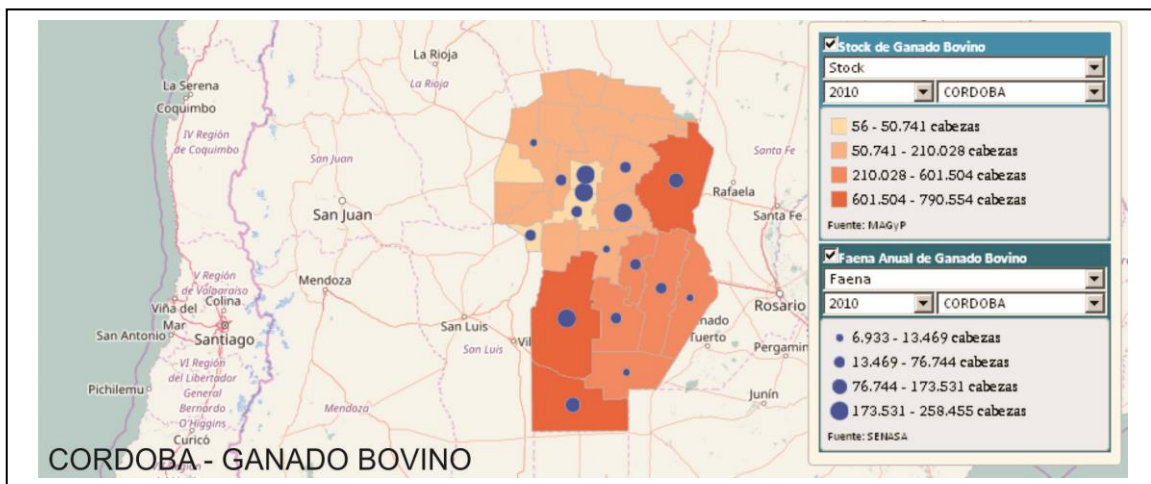 La Rioja
La Rioja
La Serena
Coquimbo
IV Región
de Coquimbo
San Juan
San Juan
Santa Fe
Rafaela
Santa Fe
Mendoza
V Región
de Valparaíso
Viña del
Mar
Colina
San Antonio
Santiago
San Luis
San Luis
Rosario
Tuerto
Pergamin
Pichilemu
VI Región
del Libertador
General
Bernardo
O'Higgins
Mendoza
Junín
Curicó
CORDOBA - GANADO BOVINO
Stock de Ganado Bovino
Stock
2010 CORDOBA
56 - 50.741 cabezas
50.741 - 210.028 cabezas
210.028 - 601.504 cabezas
601.504 - 790.554 cabezas
Fuente: MAGyP
Faena Anual de Ganado Bovino
Faena
2010 CORDOBA
6.933 - 13.469 cabezas
13.469 - 76.744 cabezas
76.744 - 173.531 cabezas
173.531 - 258.455 cabezas
Fuente: SENASA